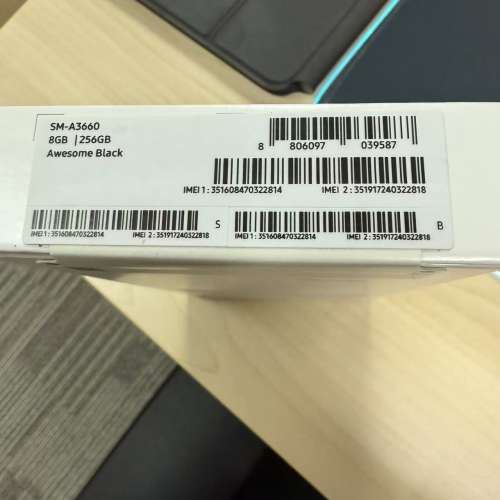 SM-A3660
8GB | 256GB
Awesome Black
8 806097 039587
IMEI 1 : 351608470322814 IMEI 2 : 351917240322818
IMEI 1 : 351608470322814 IMEI 2 : 351917240322818 S
IMEI 1 : 351608470322814 IMEI 2 : 351917240322818 B